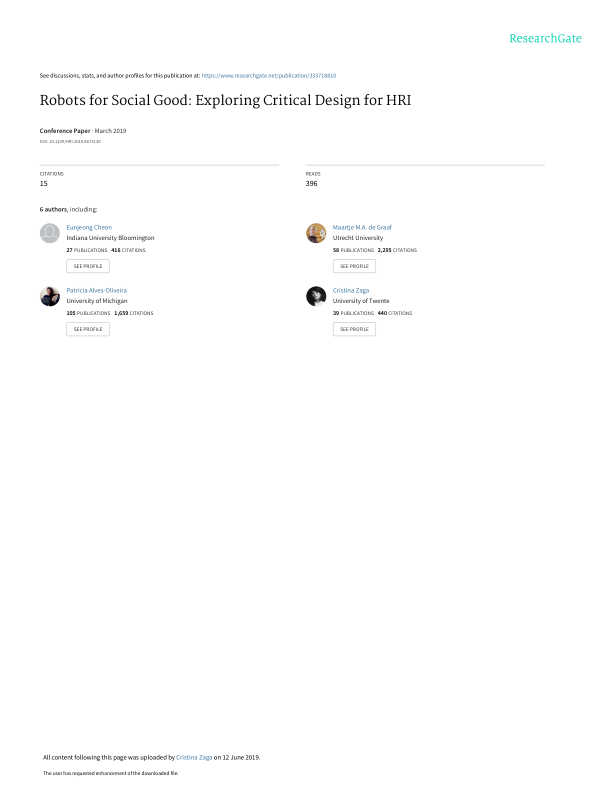 ResearchGate
See discussions, stats, and author profiles for this publication at: https://www.researchgate.net/publication/333718810
Robots for Social Good: Exploring Critical Design for HRI
Conference Paper · March 2019
DOI: 10.1109/HRI.2019.8673130
CITATIONS
15
READS
396
6 authors, including:
Eunjeong Cheon
Indiana University Bloomington
27 PUBLICATIONS 416 CITATIONS
SEE PROFILE
Maartje M.A. de Graaf
Utrecht University
58 PUBLICATIONS 2,295 CITATIONS
SEE PROFILE
Patrícia Alves-Oliveira
University of Michigan
105 PUBLICATIONS 1,659 CITATIONS
SEE PROFILE
Cristina Zaga
University of Twente
39 PUBLICATIONS 440 CITATIONS
SEE PROFILE
All content following this page was uploaded by Cristina Zaga on 12 June 2019.
The user has requested enhancement of the downloaded file.